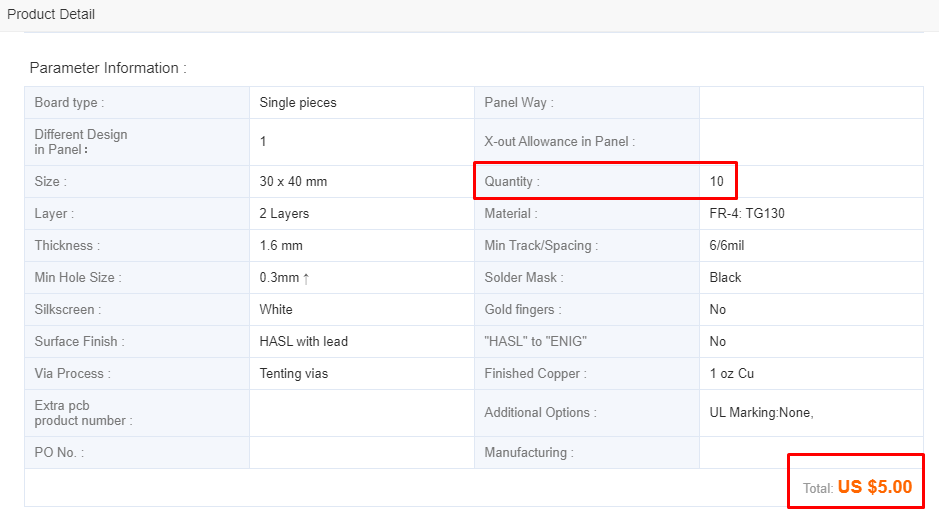 Product Detail
Parameter Information :
Board type : Single pieces Panel Way :
Different Design
in Panel： 1 X-out Allowance in Panel :
Size : 30 x 40 mm Quantity : 10
Layer : 2 Layers Material : FR-4: TG130
Thickness : 1.6 mm Min Track/Spacing : 6/6mil
Min Hole Size : 0.3mm ↑ Solder Mask : Black
Silkscreen : White Gold fingers : No
Surface Finish : HASL with lead "HASL" to "ENIG" No
Via Process : Tenting vias Finished Copper : 1 oz Cu
Extra pcb
product number : Additional Options : UL Marking:None,
PO No. : Manufacturing :
Total: US $5.00